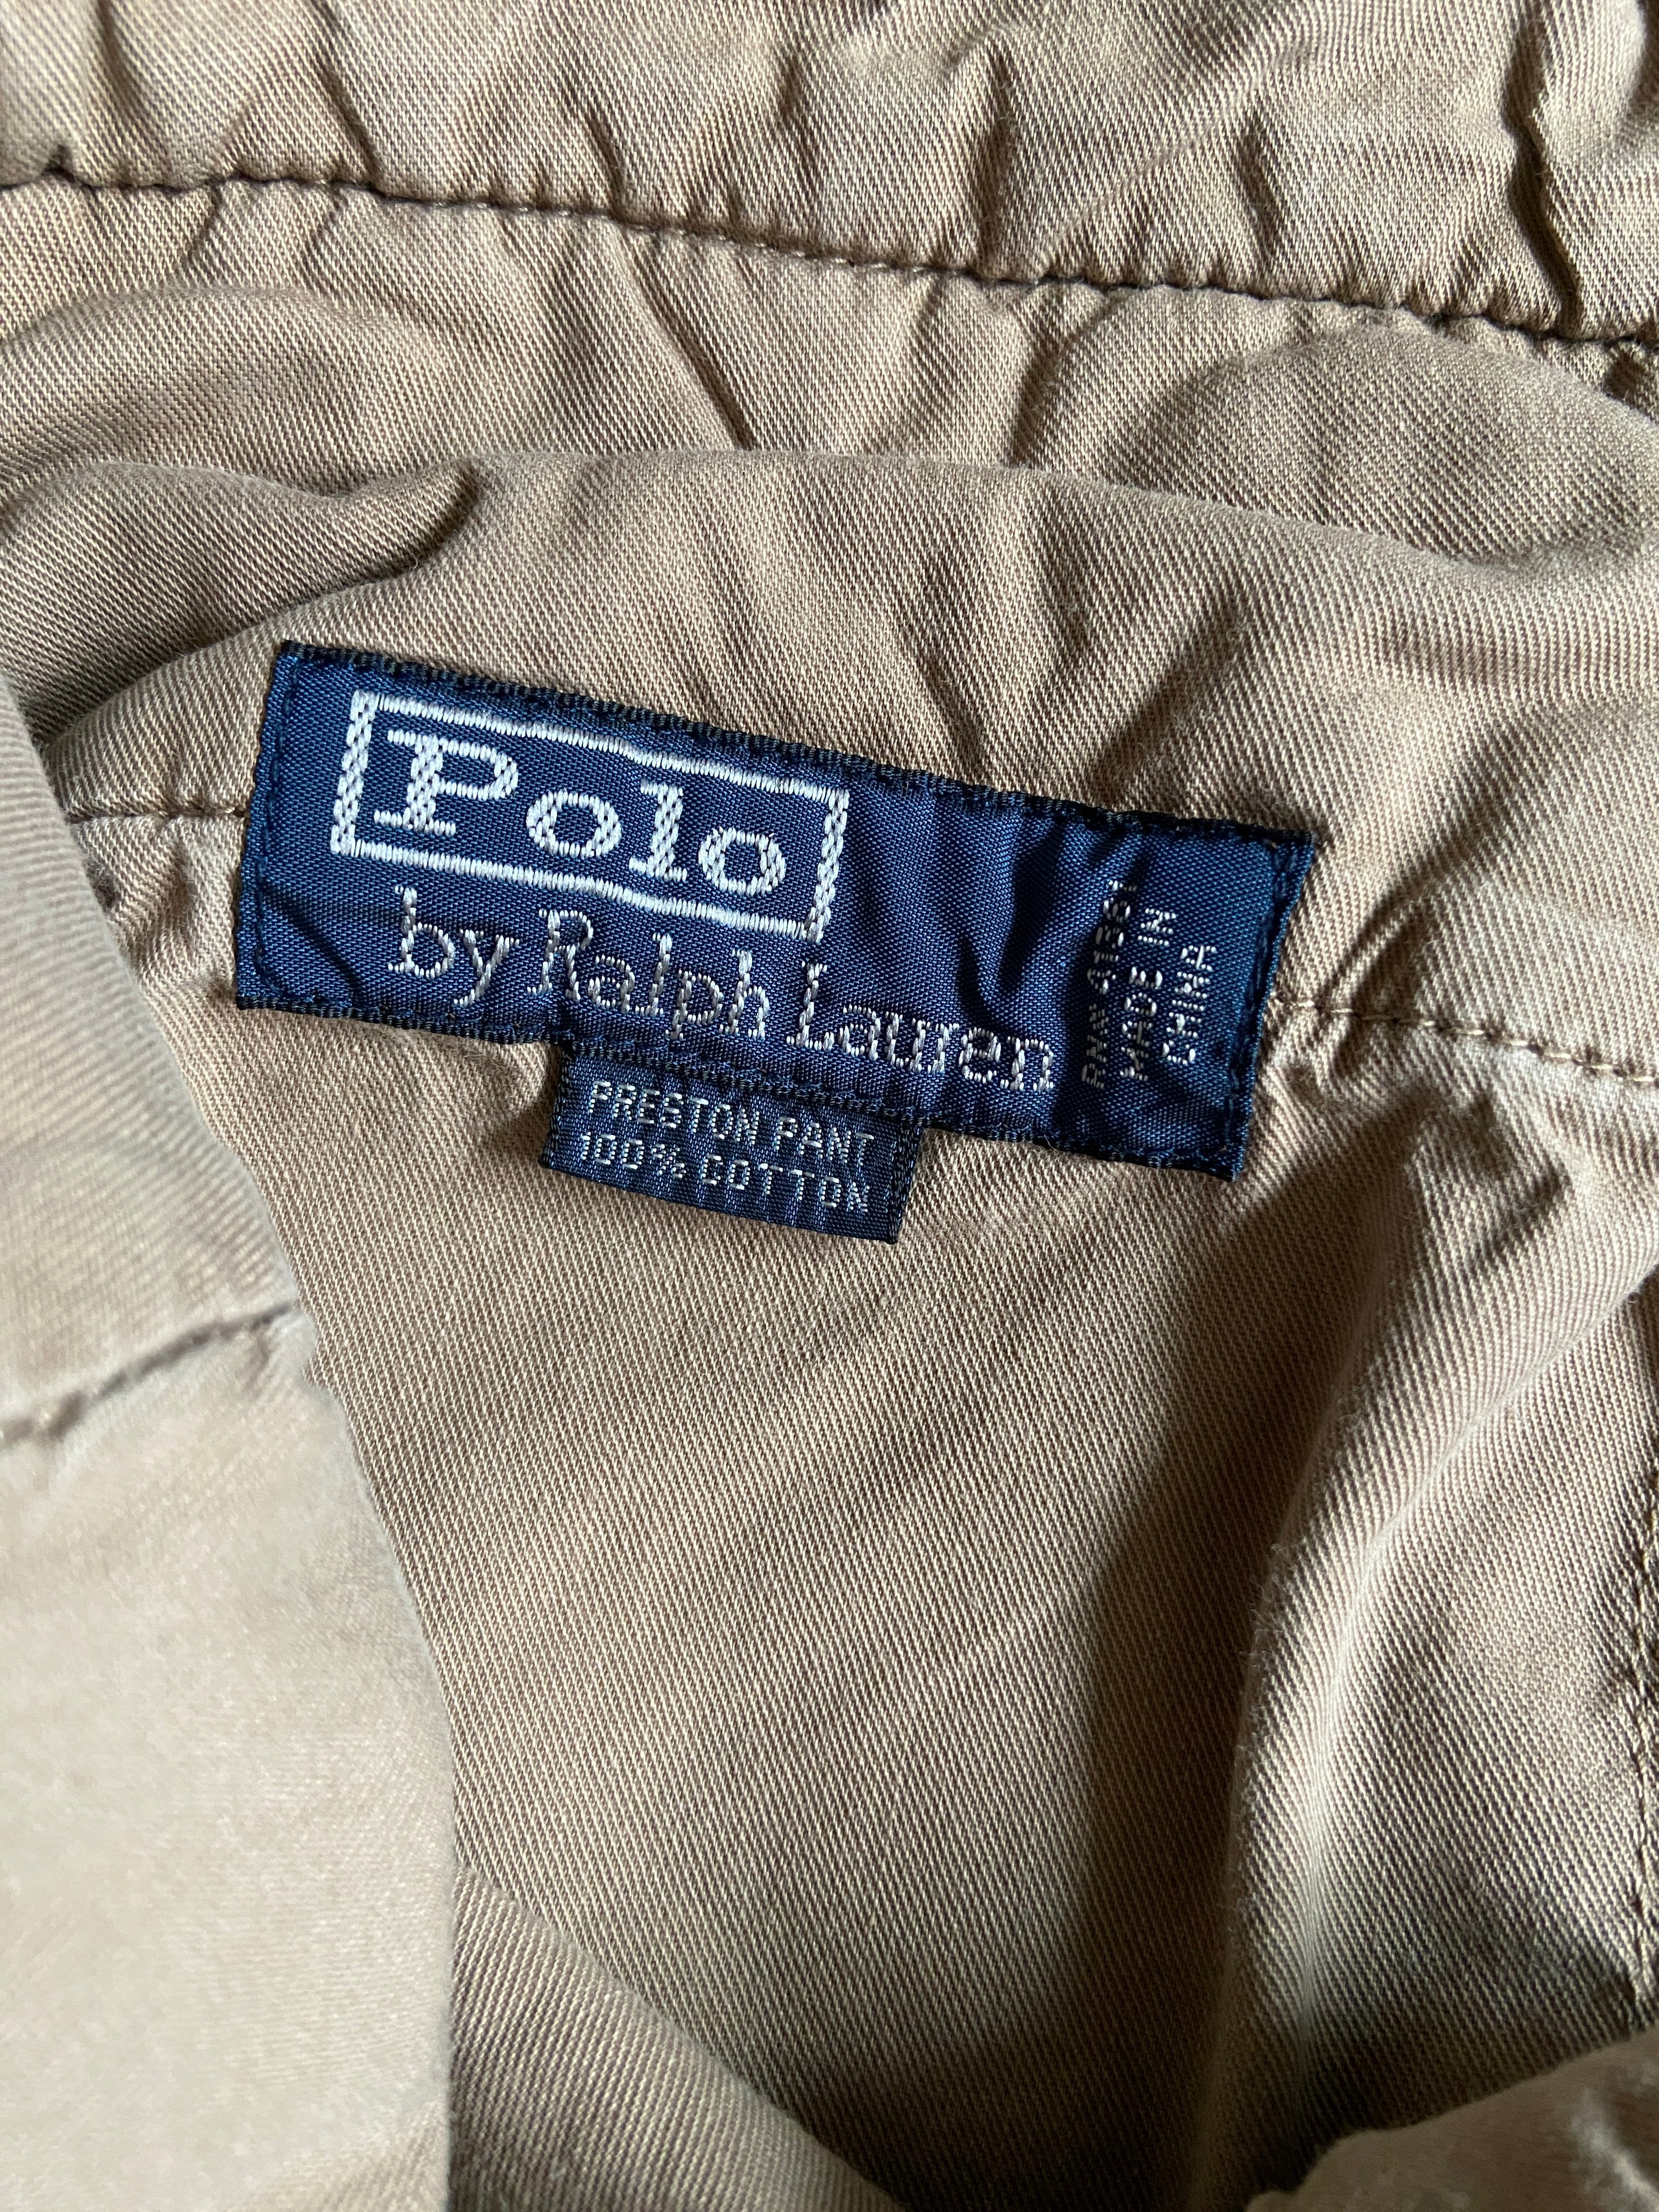 Polo
by Ralph Lauren
RN# 41381
MADE IN
CHINA
PRESTON PANT
100% COTTON